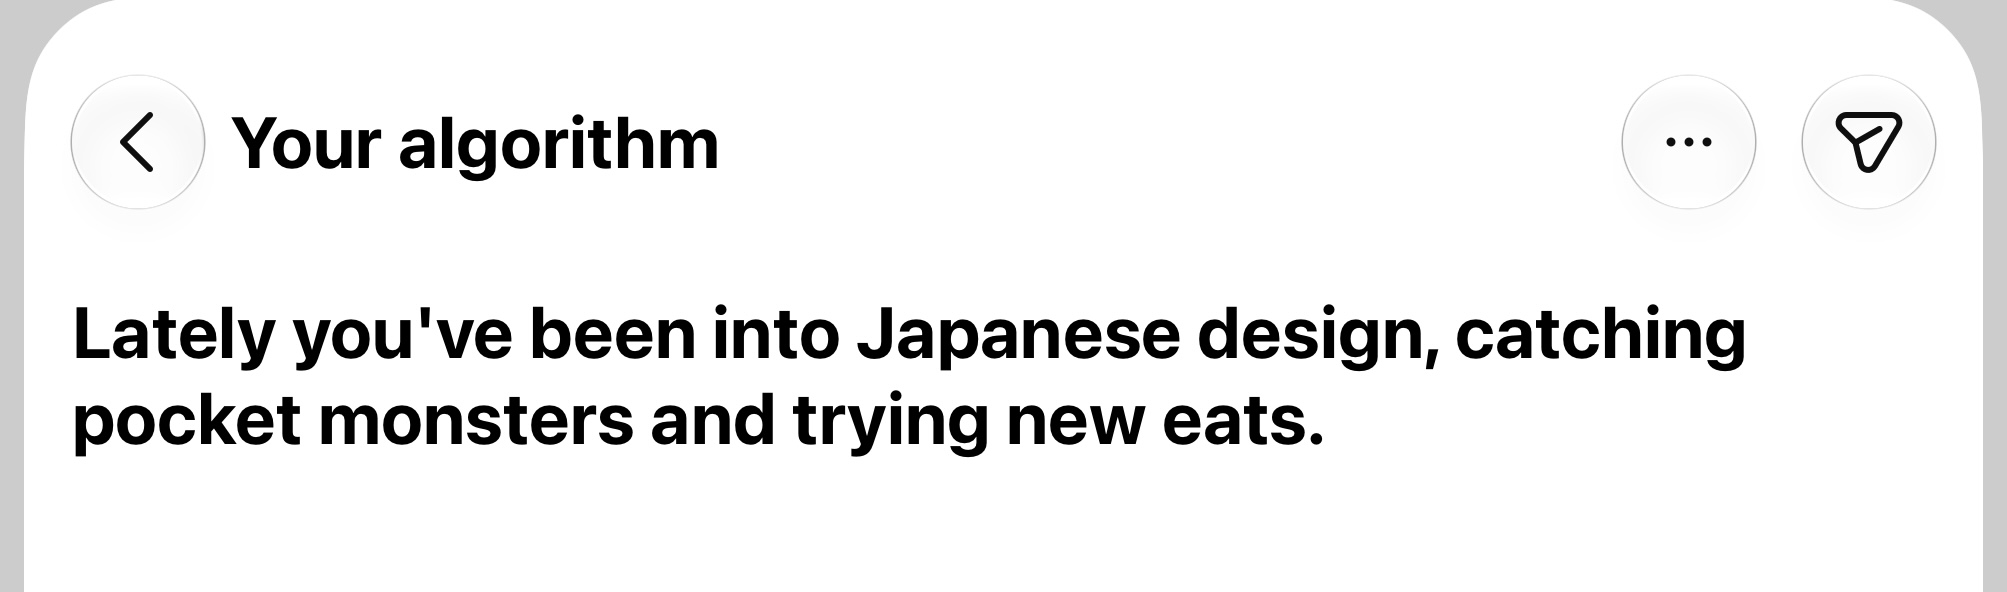 Your algorithm
Lately you've been into Japanese design, catching
pocket monsters and trying new eats.